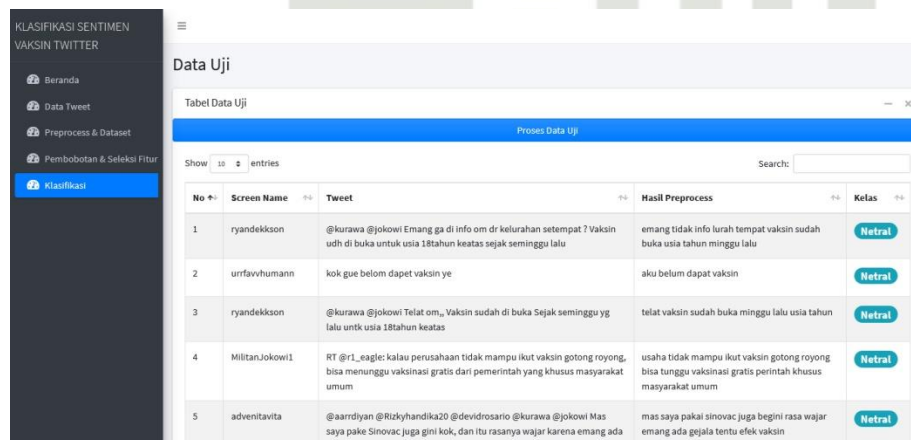 KLASIFIKASI SENTIMEN
VAKSIN TWITTER
Beranda
Data Tweet
Preprocess & Dataset
Pembobotan & Seleksi Fitur
Klasifikasi
Data Uji
Tabel Data Uji
Proses Data Uji
Show 10 entries
Search:
No Screen Name Tweet Hasil Preprocess Kelas
1 ryandekkson @kurawa @jokowi Emang ga di info om dr kelurahan setempat ? Vaksin emang tidak info lurah tempat vaksin sudah Netral
udh di buka untuk usia 18tahun keatas sejak seminggu lalu buka usia tahun minggu lalu
2 urrfavvhumann kok gue belom dapet vaksin ye aku belum dapat vaksin Netral
3 ryandekkson @kurawa @jokowi Telat om,, Vaksin sudah di buka Sejak seminggu yg telat vaksin sudah buka minggu lalu usia tahun Netral
lalu untk usia 18tahun keatas
4 MilitanJokowi1 RT @r1_eagle: kalau perusahaan tidak mampu ikut vaksin gotong royong, usaha tidak mampu ikut vaksin gotong royong Netral
bisa menunggu vaksinasi gratis dari pemerintah yang khusus masyarakat bisa tunggu vaksinasi gratis perintah khusus
umum masyarakat umum
5 advenitavita @aarrdiyan @Rizkyhandika20 @devidrosario @kurawa @jokowi Mas mas saya pakai sinovac juga begini rasa wajar Netral
saya pake Sinovac juga gini kok, dan itu rasanya wajar karena emang ada emang ada gejala tentu efek vaksin